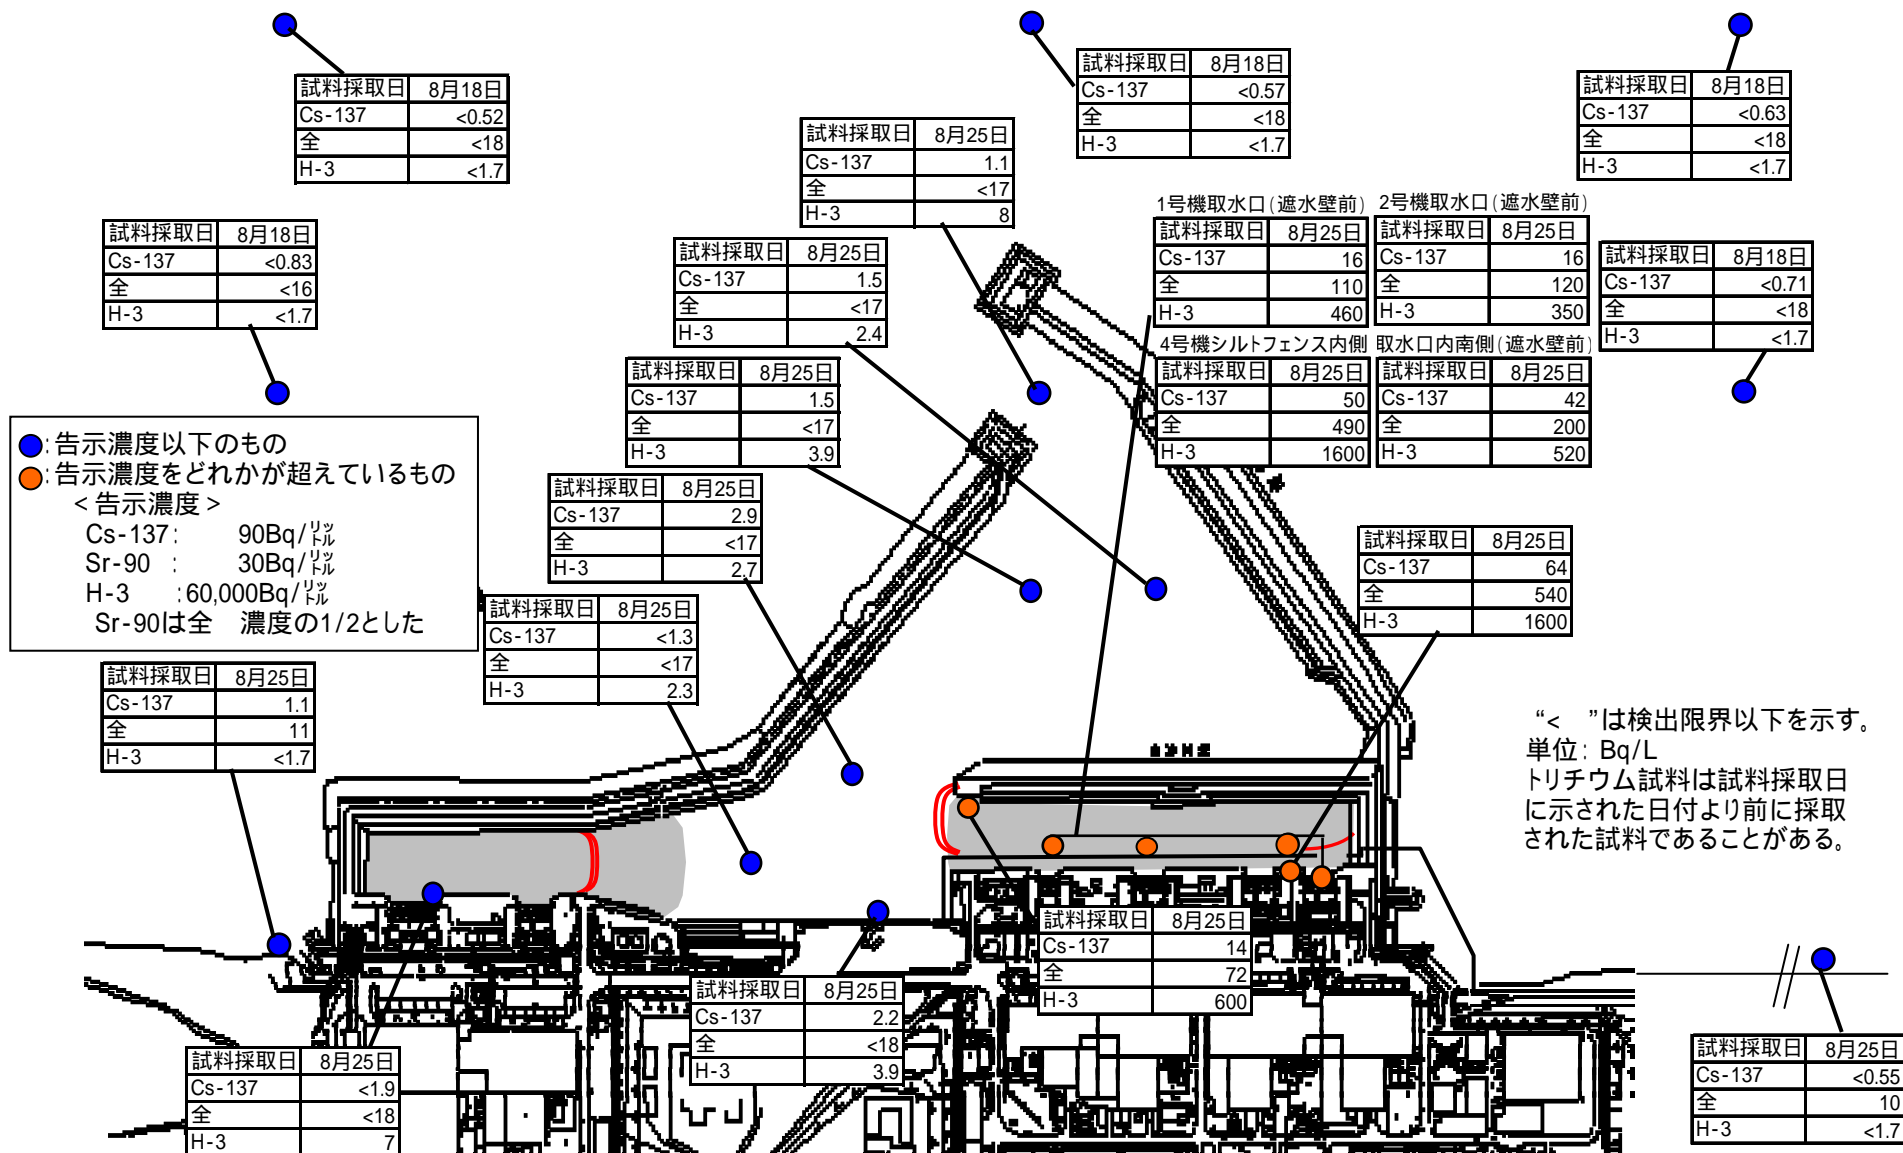 試料採取日 8月18日
Cs-137 <0.52
全 <18
H-3 <1.7
試料採取日 8月18日
Cs-137 <0.57
全 <18
H-3 <1.7
試料採取日 8月18日
Cs-137 <0.63
全 <18
H-3 <1.7
試料採取日 8月25日
Cs-137 1.1
全 <17
H-3 8
試料採取日 8月18日
Cs-137 <0.83
全 <16
H-3 <1.7
試料採取日 8月25日
Cs-137 1.5
全 <17
H-3 2.4
1号機取水口(遮水壁前)
試料採取日 8月25日
Cs-137 16
全 110
H-3 460
2号機取水口(遮水壁前)
試料採取日 8月25日
Cs-137 16
全 120
H-3 350
試料採取日 8月18日
Cs-137 <0.71
全 <18
H-3 <1.7
4号機シルトフェンス内側
試料採取日 8月25日
Cs-137 50
全 490
H-3 1600
取水口内南側(遮水壁前)
試料採取日 8月25日
Cs-137 42
全 200
H-3 520
試料採取日 8月25日
Cs-137 1.5
全 <17
H-3 3.9
:告示濃度以下のもの
:告示濃度をどれかが超えているもの
<告示濃度>
Cs-137: 90Bq/リットル
Sr-90 : 30Bq/リットル
H-3 :60,000Bq/リットル
Sr-90は全 濃度の1/2とした
試料採取日 8月25日
Cs-137 2.9
全 <17
H-3 2.7
試料採取日 8月25日
Cs-137 64
全 540
H-3 1600
試料採取日 8月25日
Cs-137 <1.3
全 <17
H-3 2.3
試料採取日 8月25日
Cs-137 1.1
全 11
H-3 <1.7
“< ”は検出限界以下を示す。
単位: Bq/L
トリチウム試料は試料採取日
に示された日付より前に採取
された試料であることがある。
試料採取日 8月25日
Cs-137 14
全 72
H-3 600
試料採取日 8月25日
Cs-137 2.2
全 <18
H-3 3.9
試料採取日 8月25日
Cs-137 <1.9
全 <18
H-3 7
試料採取日 8月25日
Cs-137 <0.55
全 10
H-3 <1.7